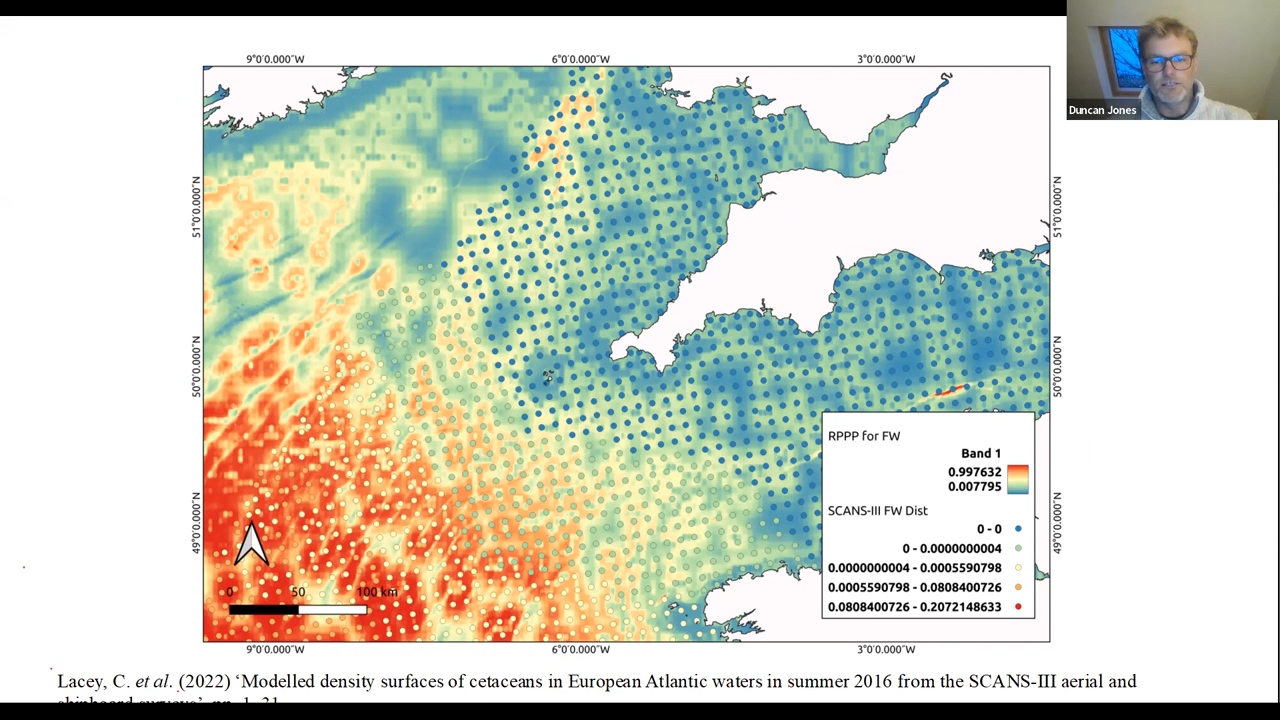 Duncan Jones
9°0'0.000"W 6°0'0.000"W 3°0'0.000"W
51°0'0.000"N 51°0'0.000"N
50°0'0.000"N 50°0'0.000"N
49°0'0.000"N 49°0'0.000"N
RPPP for FW
Band 1
0.997632
0.007795
SCANS-III FW Dist
0 - 0
0 - 0.0000000004
0.0000000004 - 0.0005590798
0.0005590798 - 0.0808400726
0.0808400726 - 0.2072148633
0 50 100 km
9°0'0.000"W 6°0'0.000"W 3°0'0.000"W
Lacey, C. et al. (2022) ‘Modelled density surfaces of cetaceans in European Atlantic waters in summer 2016 from the SCANS-III aerial and
shipboard surveys’, pp. 1–31